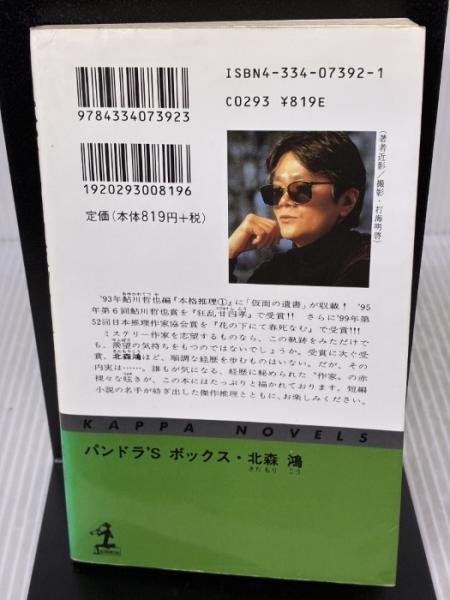 ISBN4-334-07392-1
C0293 ¥819E
9784334073923
1920293008196
定価(本体819円+税)
(著者近影/撮影・打海明啓)
'93年鮎川哲也編『本格推理①』に「仮面の遺書」が収載! '95
年第6回鮎川哲也賞を『狂乱廿四孝』で受賞!! さらに'99年第
52回日本推理作家協会賞を『花の下にて春死なむ』で受賞!!!
ミステリー作家を志望するものなら、この軌跡をみただけで
も、羨望の気持ちをもつのではないでしょうか。受賞に次ぐ受
賞、北森鴻ほど、順調な経歴を歩むものはいない。だが、その
内実は……。誰もが気になる、経歴に秘められた“作家”の赤
裸々な呟きが、この本にはたっぷりと描かれております。短編
小説の名手が紡ぎ出した傑作推理とともに、お楽しみください。
KAPPA NOVELS
パンドラ'S ボックス・北森 鴻
きたもり こう